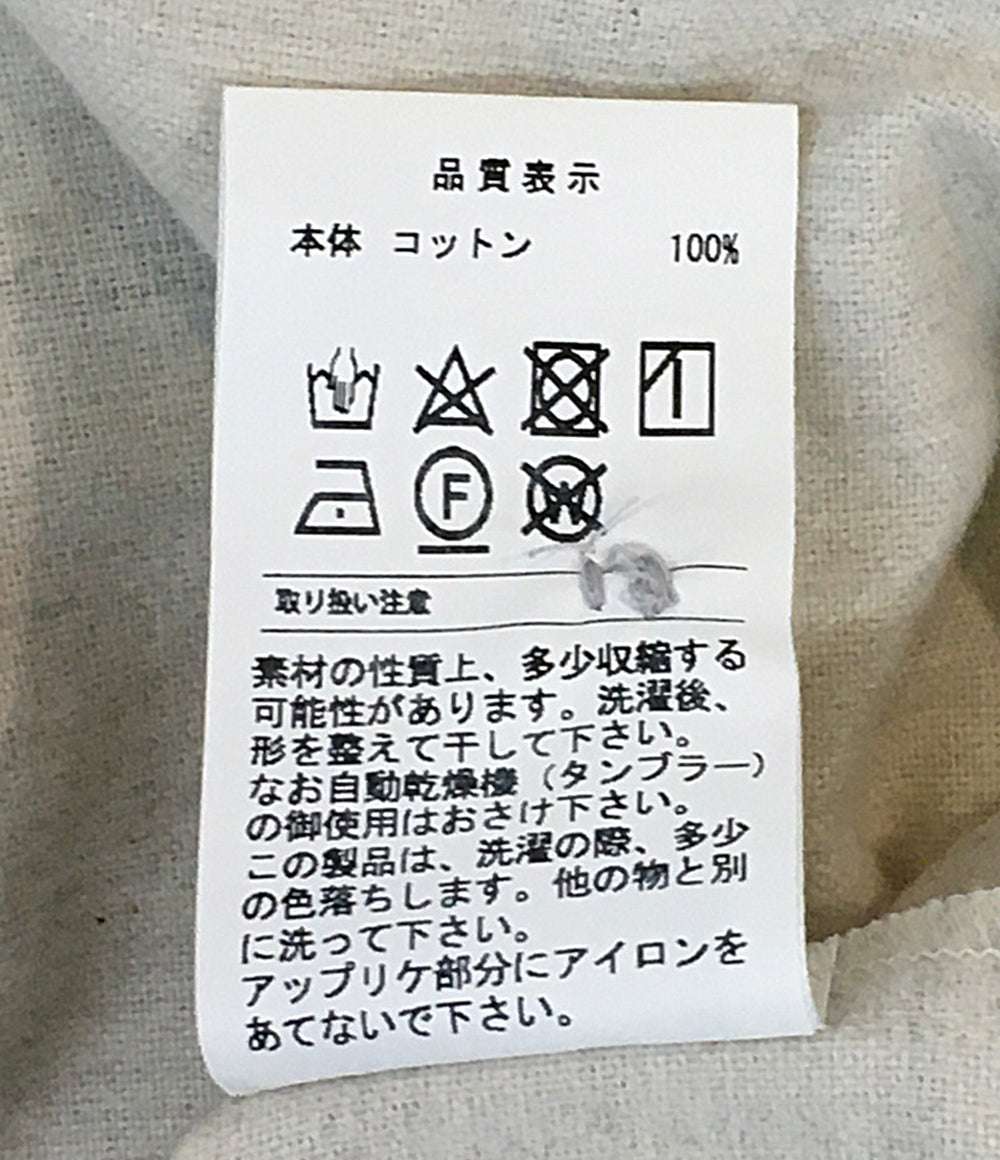 品質表示
本体 コットン 100%
F
W
取り扱い注意
素材の性質上、多少収縮する
可能性があります。洗濯後、
形を整えて干して下さい。
なお自動乾燥機（タンブラー）
の御使用はおさけ下さい。
この製品は、洗濯の際、多少
の色落ちします。他の物と別
に洗って下さい。
アップリケ部分にアイロンを
あてないで下さい。